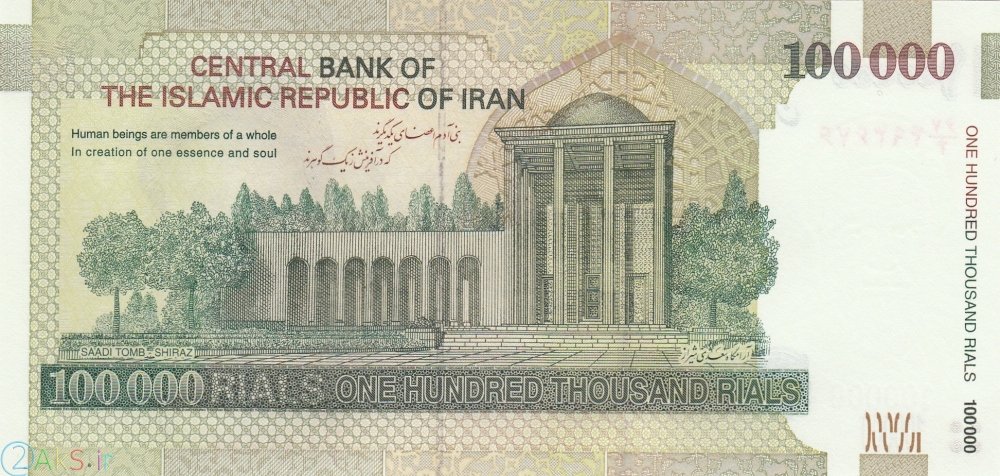 CENTRAL BANK OF
THE ISLAMIC REPUBLIC OF IRAN
100 000
Human beings are members of a whole
In creation of one essence and soul
بنی آدم اعضای یکدیگرند
که در آفرینش ز یک گوهرند
ONE HUNDRED THOUSAND RIALS 100 000
SAADI TOMB - SHIRAZ
آرامگاه سعدی شیراز
100 000 RIALS ONE HUNDRED THOUSAND RIALS
2AKS.ir